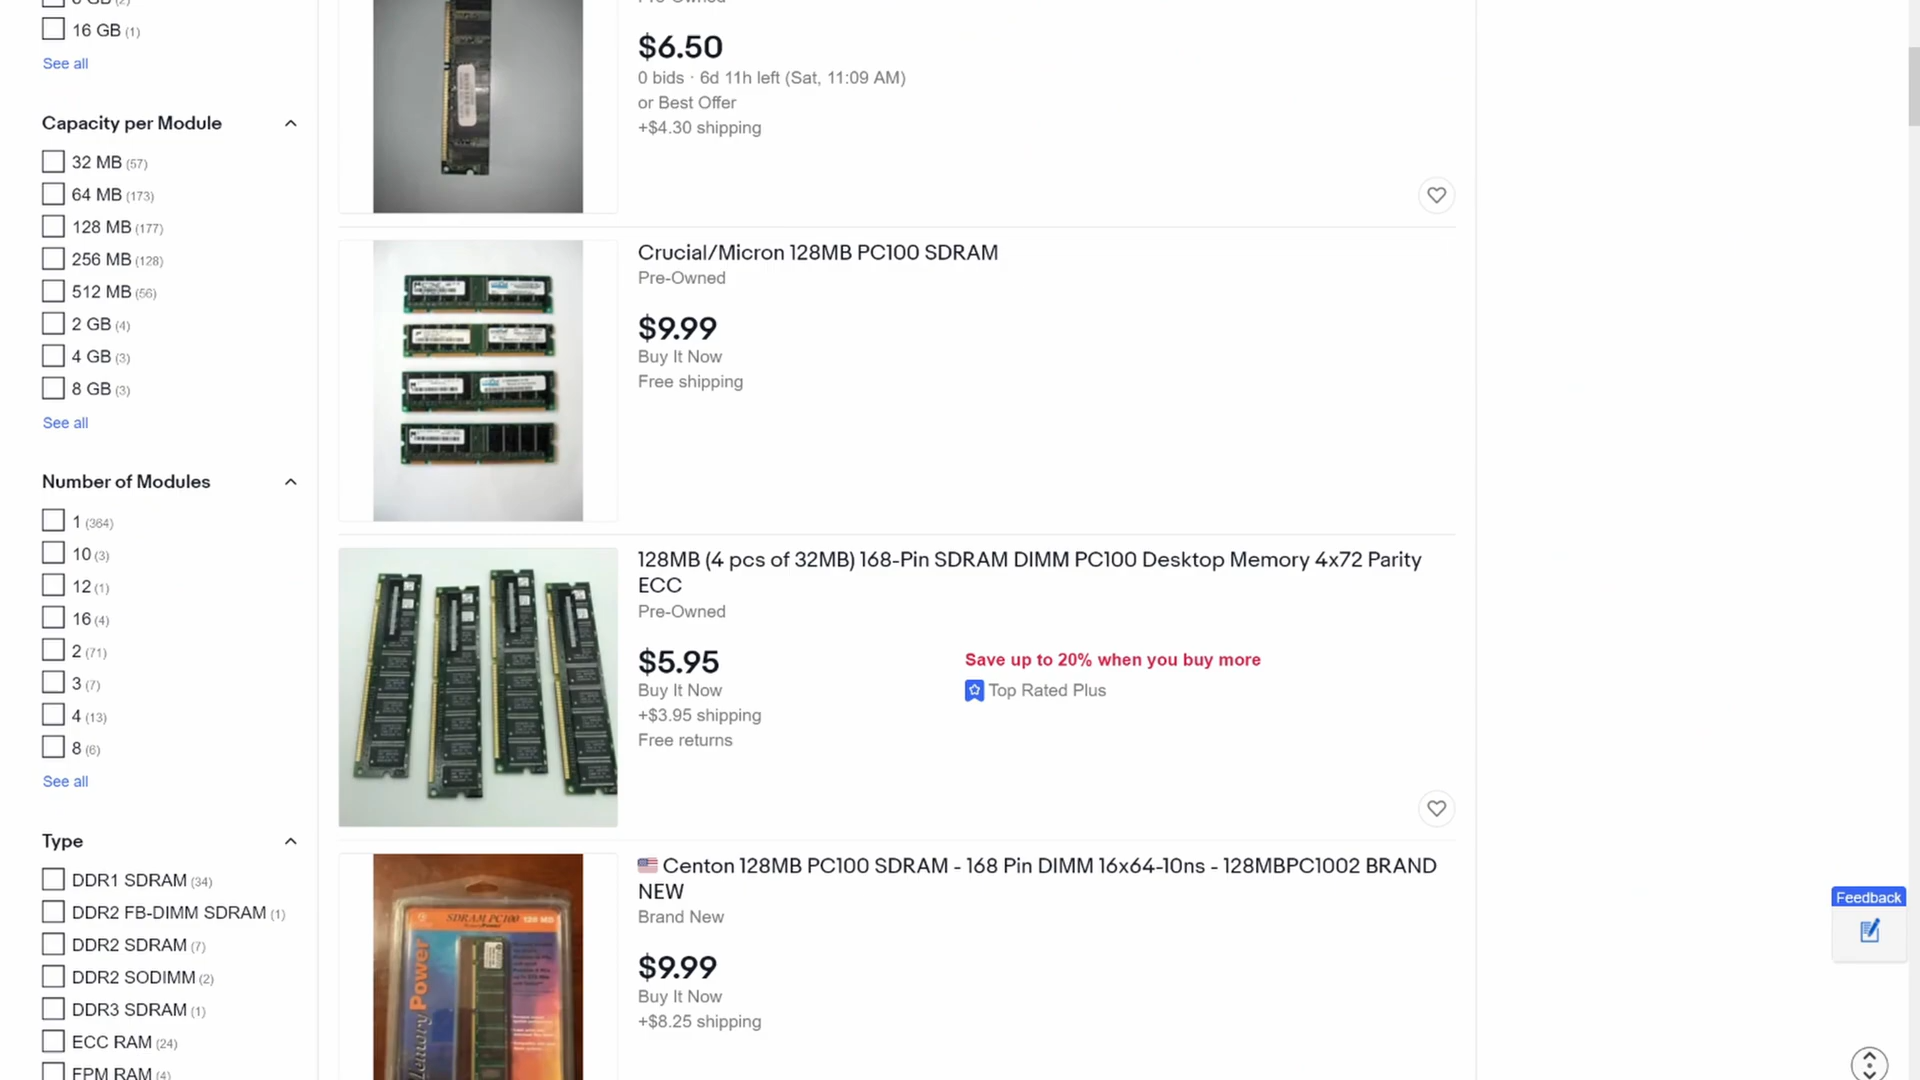 16 GB (1)
See all
Capacity per Module
32 MB (57)
64 MB (173)
128 MB (177)
256 MB (128)
512 MB (56)
2 GB (4)
4 GB (3)
8 GB (3)
See all
Number of Modules
1 (364)
10 (3)
12 (1)
16 (4)
2 (71)
3 (7)
4 (13)
8 (6)
See all
Type
DDR1 SDRAM (34)
DDR2 FB-DIMM SDRAM (1)
DDR2 SDRAM (7)
DDR2 SODIMM (2)
DDR3 SDRAM (1)
ECC RAM (24)
FPM RAM (4)
$6.50
0 bids · 6d 11h left (Sat, 11:09 AM)
or Best Offer
+$4.30 shipping
Crucial/Micron 128MB PC100 SDRAM
Pre-Owned
$9.99
Buy It Now
Free shipping
128MB (4 pcs of 32MB) 168-Pin SDRAM DIMM PC100 Desktop Memory 4x72 Parity
ECC
Pre-Owned
$5.95
Buy It Now
+$3.95 shipping
Free returns
Save up to 20% when you buy more
Top Rated Plus
Centon 128MB PC100 SDRAM - 168 Pin DIMM 16x64-10ns - 128MBPC1002 BRAND
NEW
Brand New
$9.99
Buy It Now
+$8.25 shipping
SDRAM PC100 128 MB
MemoryPower
Feedback